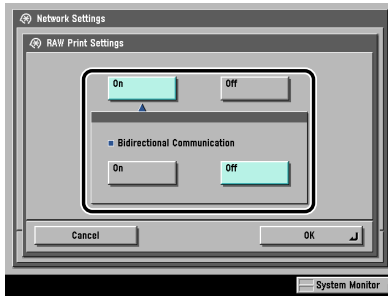 Network Settings
RAW Print Settings
On Off
Bidirectional Communication
On Off
Cancel OK
System Monitor